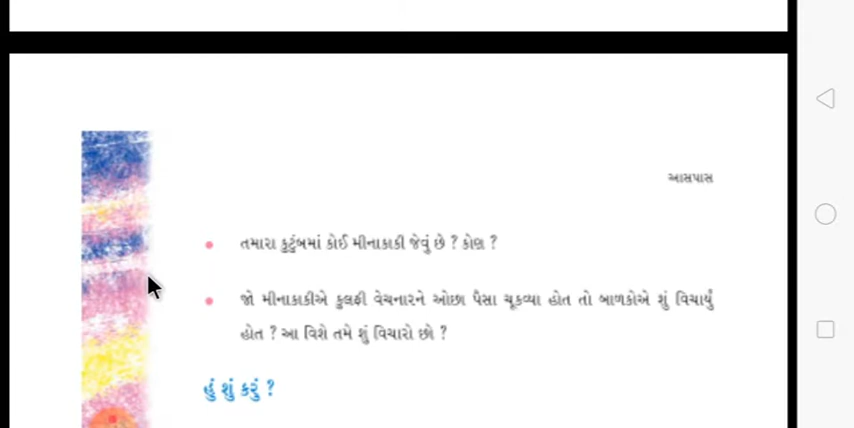 આસપાસ
તમારા કુટુંબમાં કોઈ મીનાકાકી જેવું છે ? કોણ ?
જો મીનાકાકીએ કુલફી વેચનારને ઓછા પૈસા ચૂકવ્યા હોત તો બાળકોએ શું વિચાર્યું
હોત ? આ વિશે તમે શું વિચારો છો ?
હું શું કરું ?